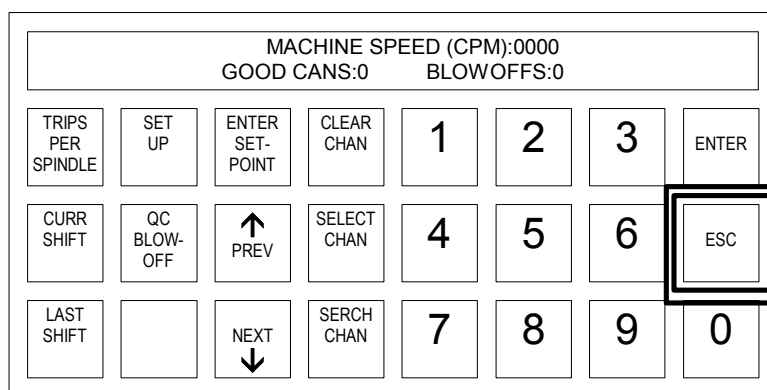 MACHINE SPEED (CPM):0000
GOOD CANS:0 BLOWOFFS:0
TRIPS
PER
SPINDLE
SET
UP
ENTER
SET-
POINT
CLEAR
CHAN
1
2
3
ENTER
CURR
SHIFT
QC
BLOW-
OFF
PREV
SELECT
CHAN
4
5
6
ESC
LAST
SHIFT
NEXT
SERCH
CHAN
7
8
9
0